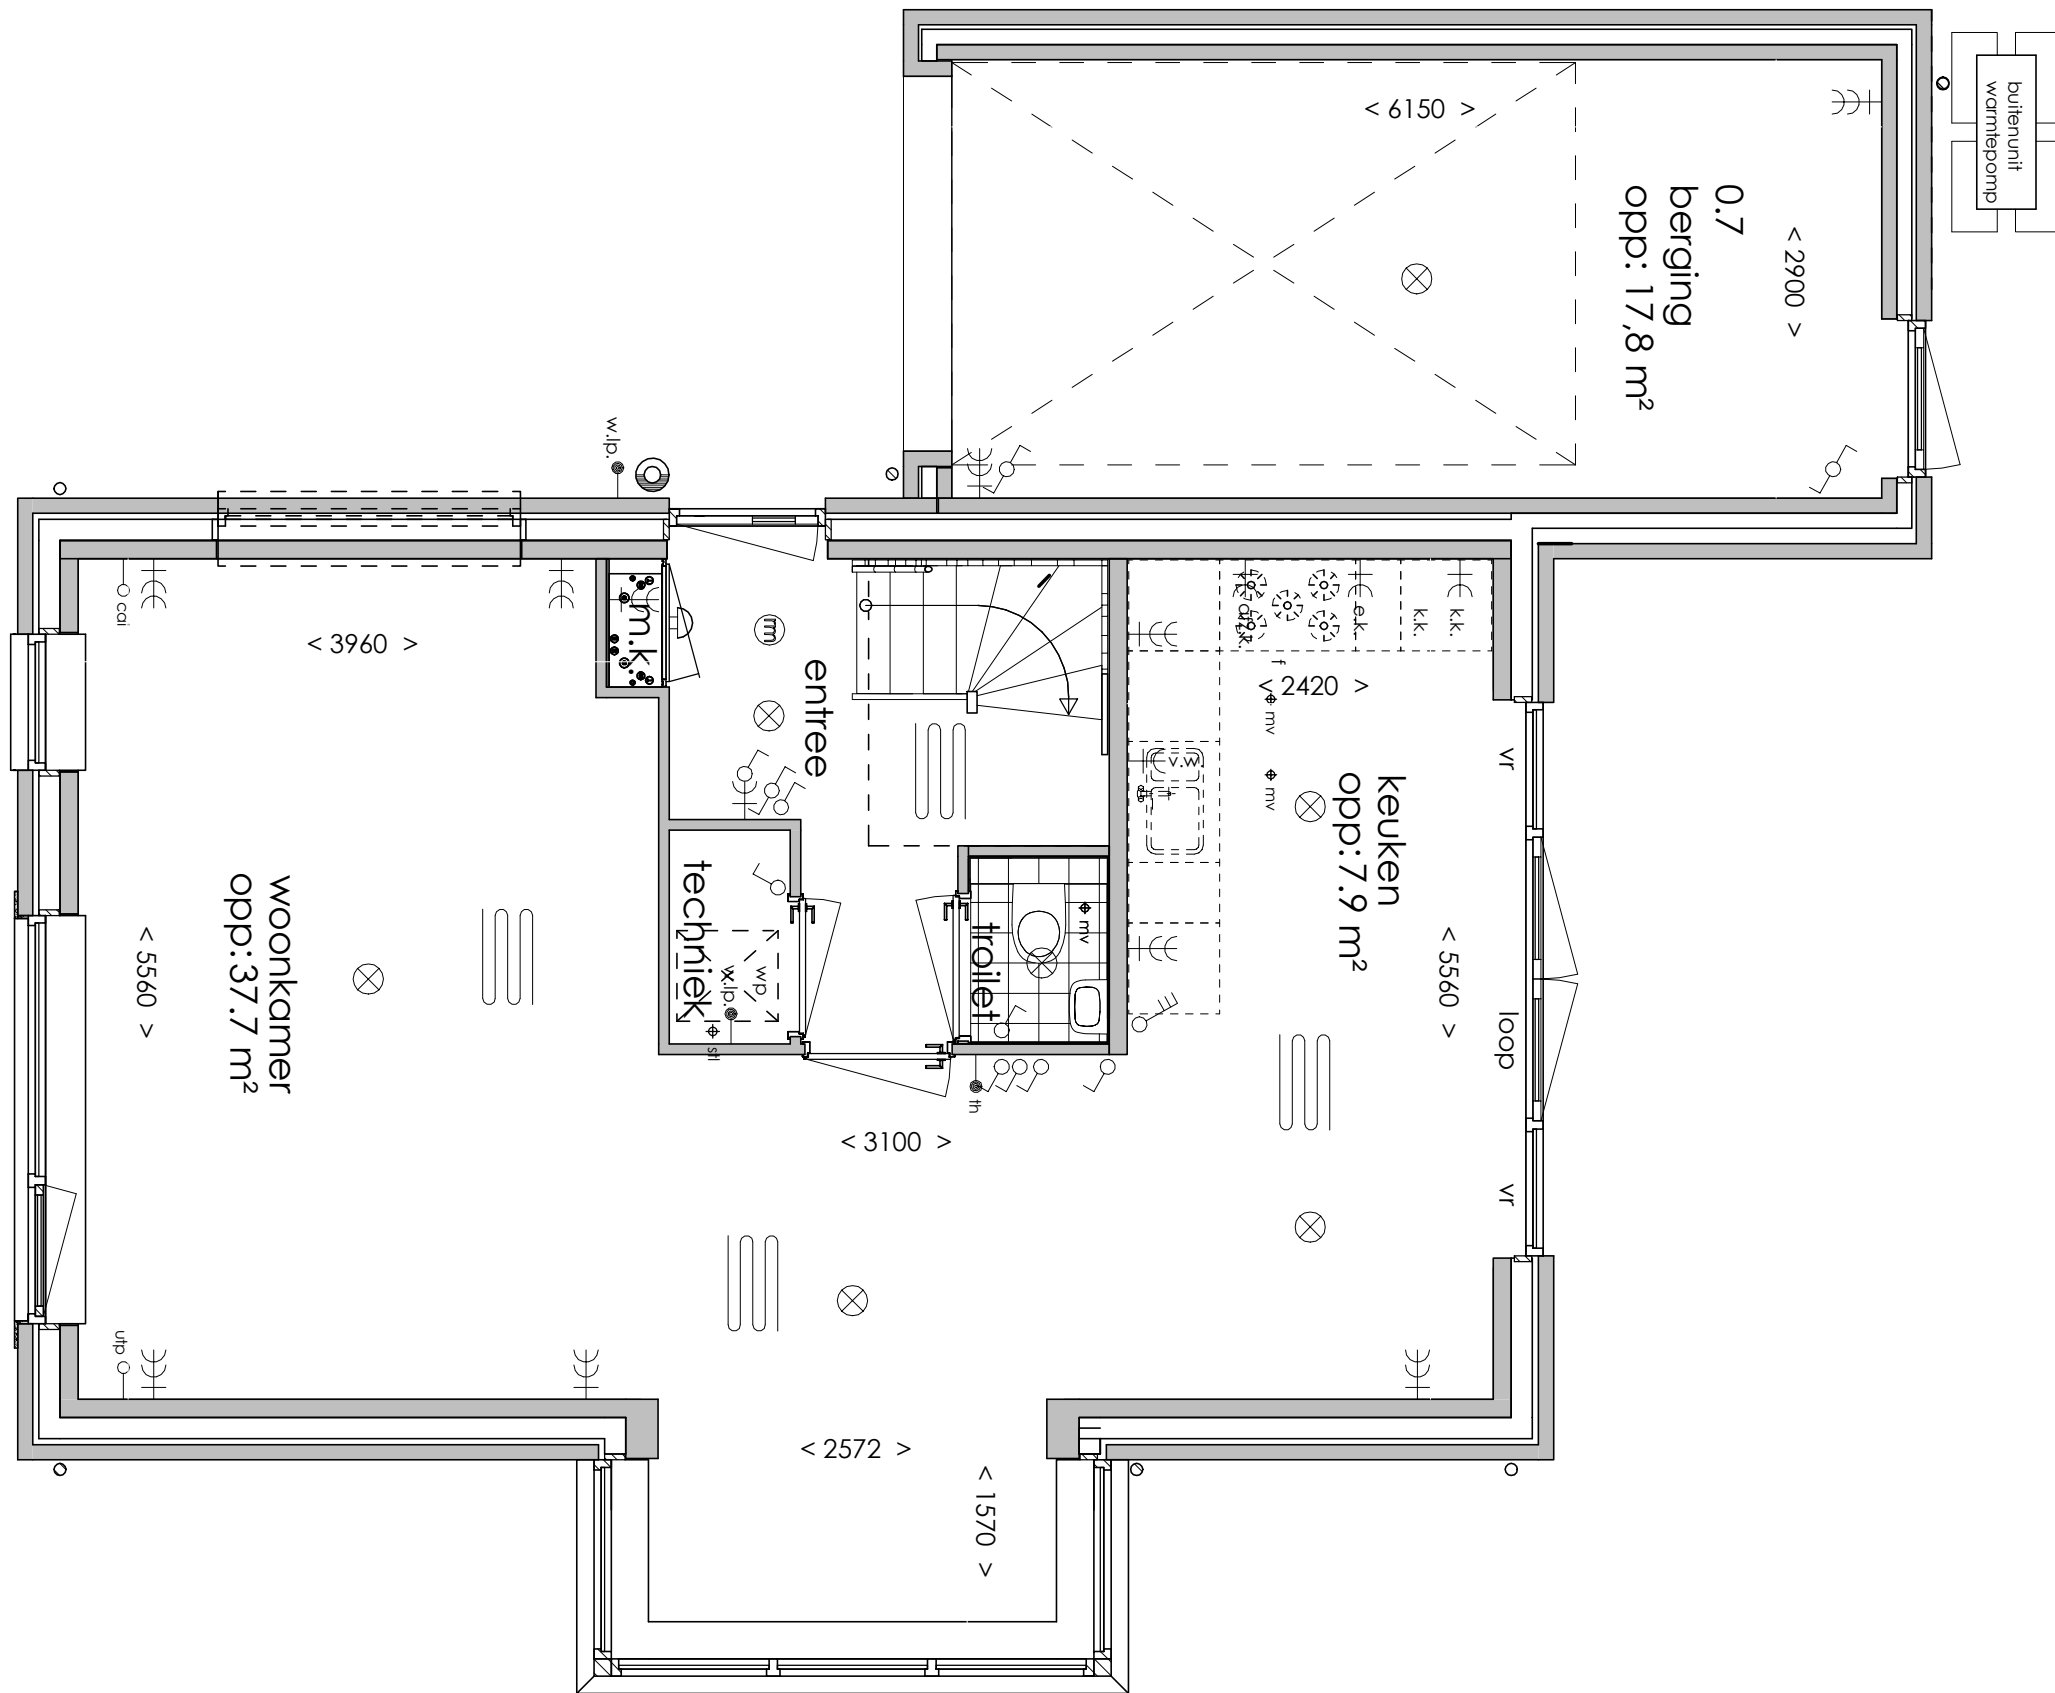 buitenunit
warmtepomp
< 6150 >
0.7
berging
opp: 17,8 m²
< 2900 >
w.lp.
cai
< 3960 >
m.k.
m
entree
d.z.k.
e.k.
k.k.
k.k.
f
< 2420 >
mv
mv
v.w.
vr
keuken
opp:7.9 m²
< 5560 >
loop
vr
woonkamer
opp:37.7 m²
< 5560 >
techniek
wp
w.lp.
stl
troilet
mv
th
< 3100 >
utp
< 2572 >
< 1570 >